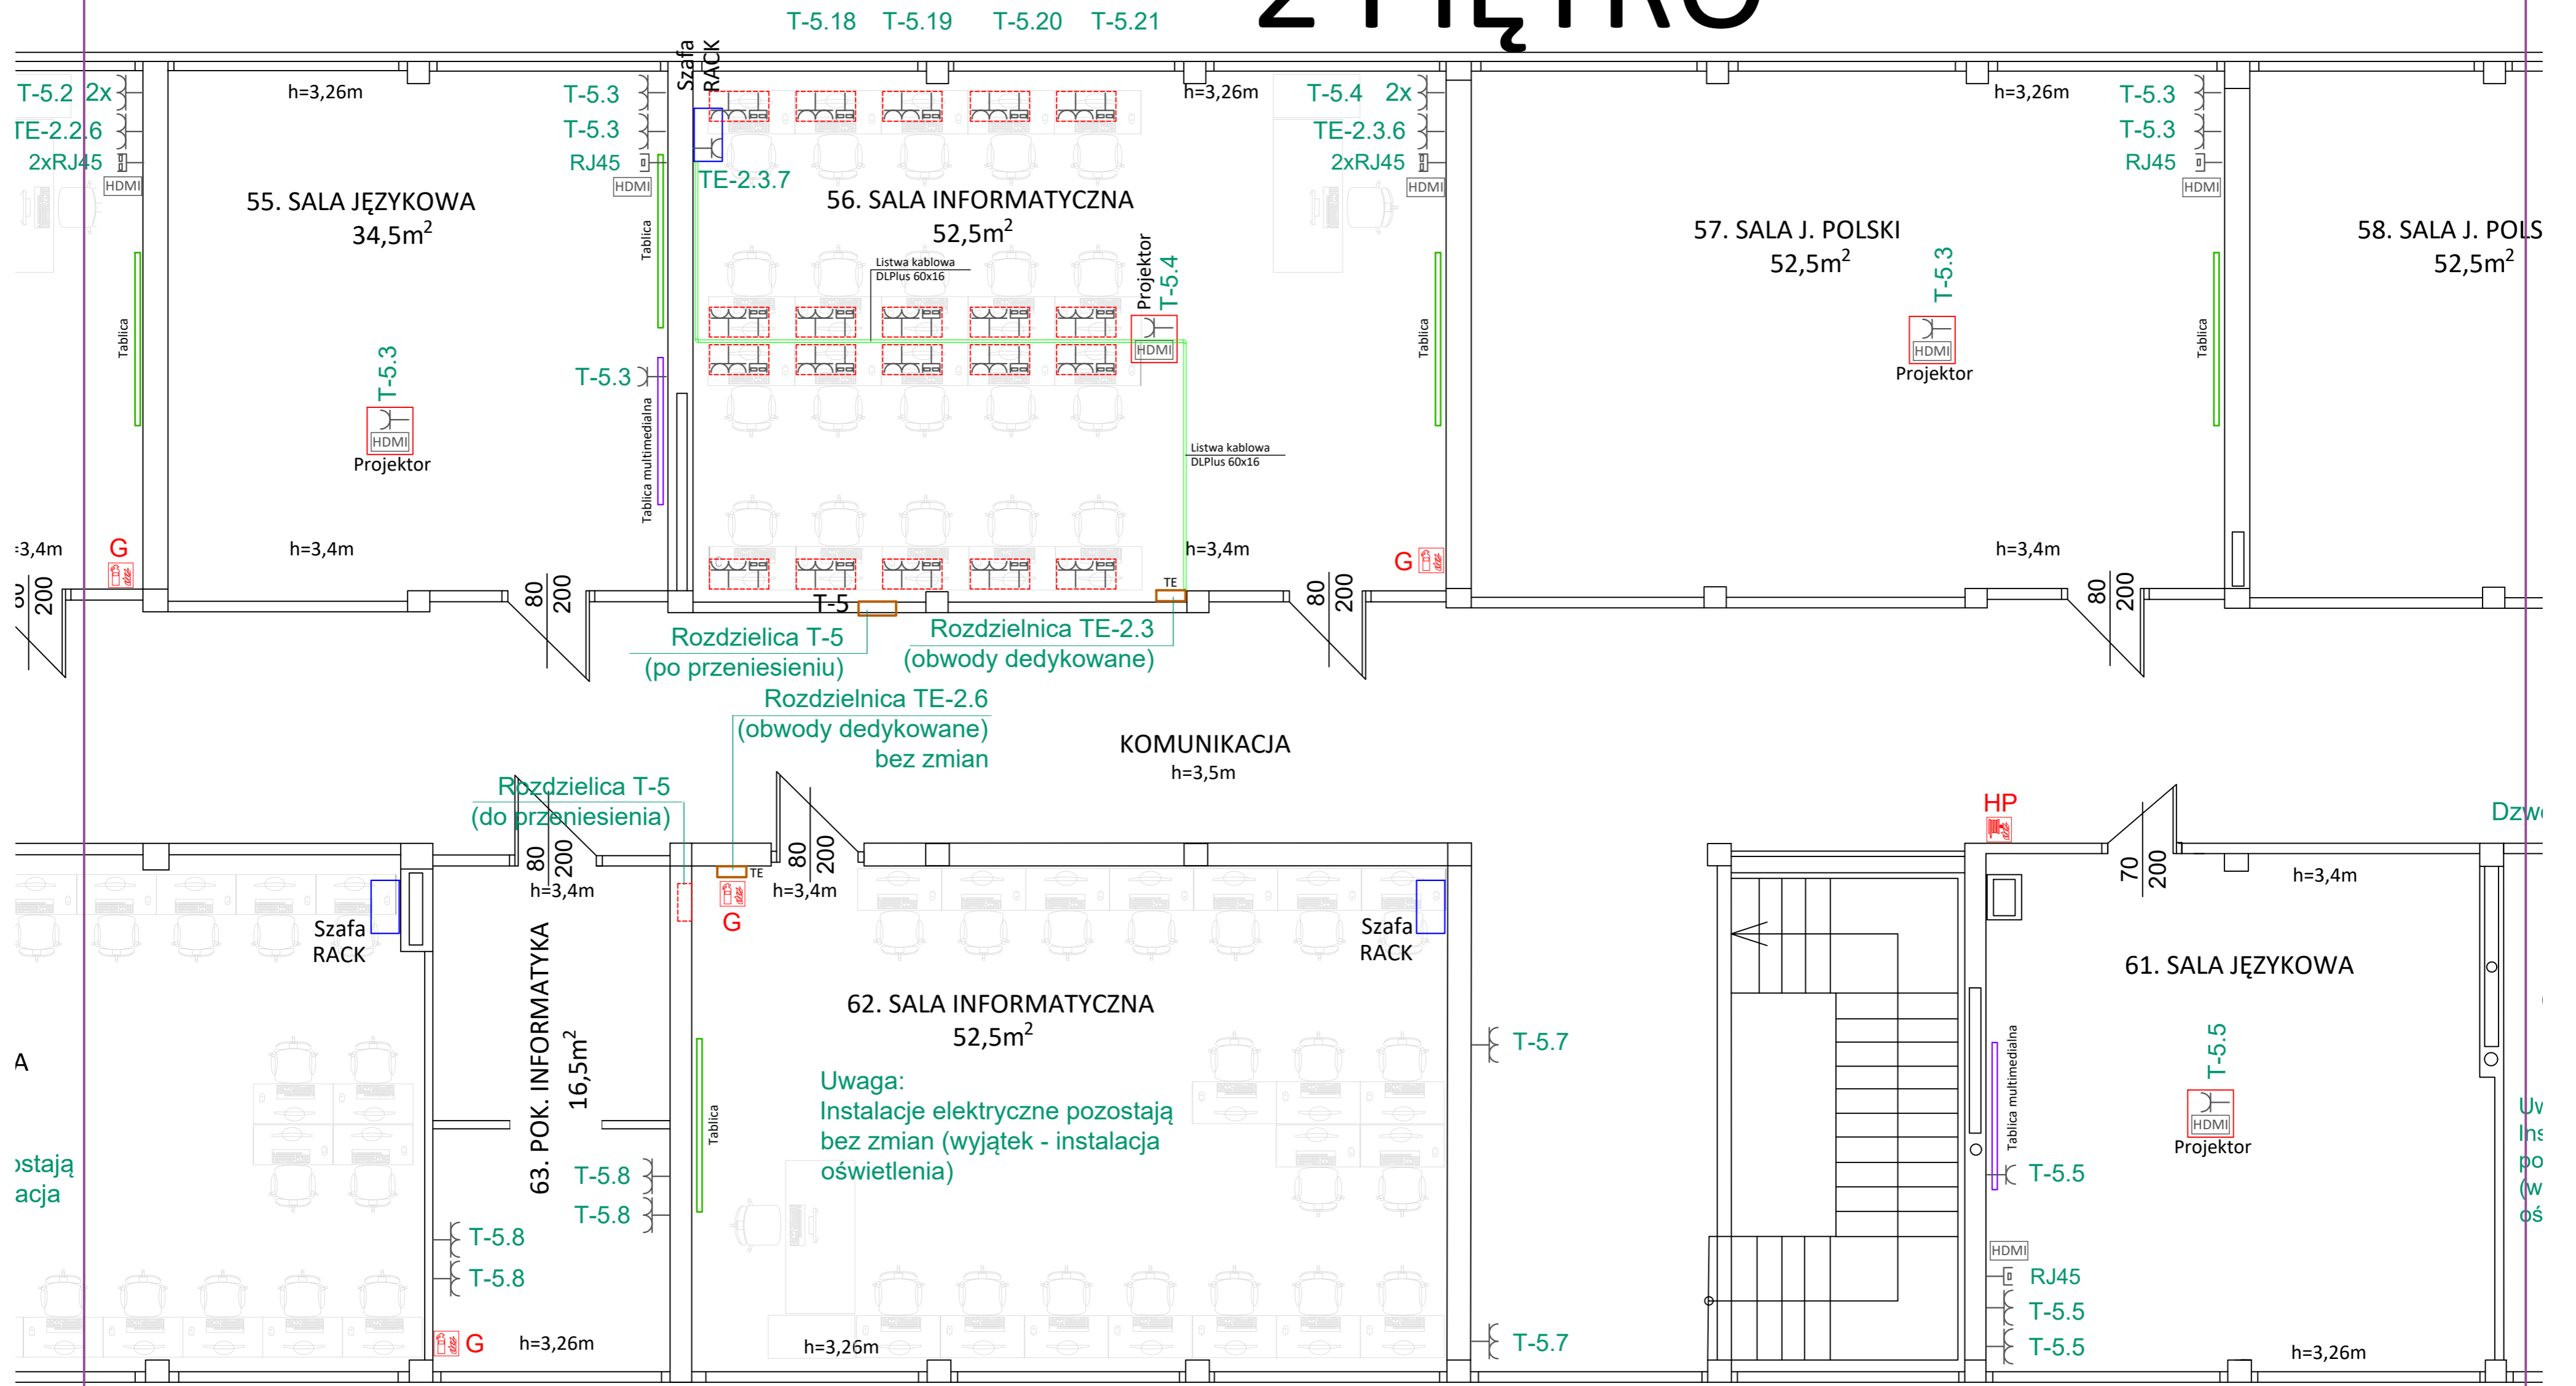 2 PIĘTRO
T-5.18 T-5.19 T-5.20 T-5.21
T-5.2 2x
TE-2.2.6
2xRJ45
HDMI
Tablica
=3,4m
G
80
200
h=3,26m
55. SALA JĘZYKOWA
34,5m²
T-5.3
HDMI
Projektor
h=3,4m
80
200
T-5.3
T-5.3
RJ45
HDMI
Tablica
T-5.3
Tablica multimedialna
Szafa
RACK
TE-2.3.7
56. SALA INFORMATYCZNA
52,5m²
Listwa kablowa
DLPlus 60x16
Projektor
T-5.4
HDMI
Listwa kablowa
DLPlus 60x16
h=3,26m
T-5.4 2x
TE-2.3.6
2xRJ45
HDMI
Tablica
h=3,4m
G
TE
T-5
80
200
57. SALA J. POLSKI
52,5m²
T-5.3
HDMI
Projektor
h=3,26m
T-5.3
T-5.3
RJ45
HDMI
Tablica
h=3,4m
80
200
58. SALA J. POLS
52,5m²
Rozdzielica T-5
(po przeniesieniu)
Rozdzielnica TE-2.3
(obwody dedykowane)
Rozdzielnica TE-2.6
(obwody dedykowane)
bez zmian
KOMUNIKACJA
h=3,5m
Rozdzielica T-5
(do przeniesienia)
80
200
h=3,4m
80
200
h=3,4m
TE
G
Szafa
RACK
A
ostają
acja
63. POK. INFORMATYKA
16,5m²
T-5.8
T-5.8
T-5.8
T-5.8
G
h=3,26m
Szafa
RACK
62. SALA INFORMATYCZNA
52,5m²
Uwaga:
Instalacje elektryczne pozostają
bez zmian (wyjątek - instalacja
oświetlenia)
Tablica
h=3,26m
T-5.7
T-5.7
HP
70
200
h=3,4m
61. SALA JĘZYKOWA
T-5.5
HDMI
Projektor
Tablica multimedialna
T-5.5
HDMI
RJ45
T-5.5
T-5.5
h=3,26m
Dzwo
Uw
Ins
po
(w
oś